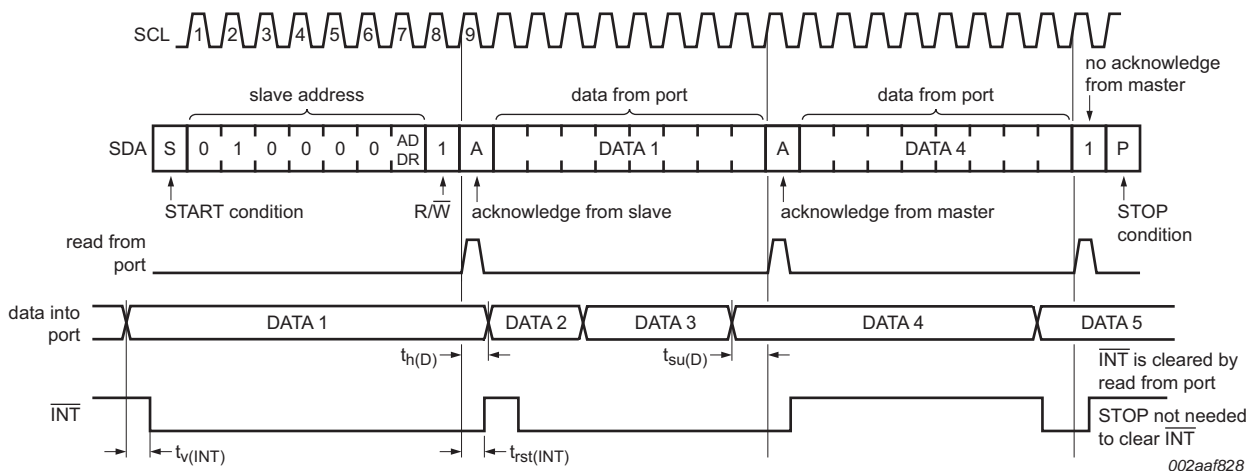 SCL 1 2 3 4 5 6 7 8 9
no acknowledge
from master
slave address data from port data from port
SDA S 0 1 0 0 0 0 AD DR 1 A DATA 1 A DATA 4 1 P
START condition R/W̅ acknowledge from slave acknowledge from master STOP
condition
read from
port
data into
port
DATA 1 DATA 2 DATA 3 DATA 4 DATA 5
th(D) tsu(D)
I̅N̅T̅ is cleared by
read from port
I̅N̅T̅
STOP not needed
to clear I̅N̅T̅
tv(INT) trst(INT)
002aaf828